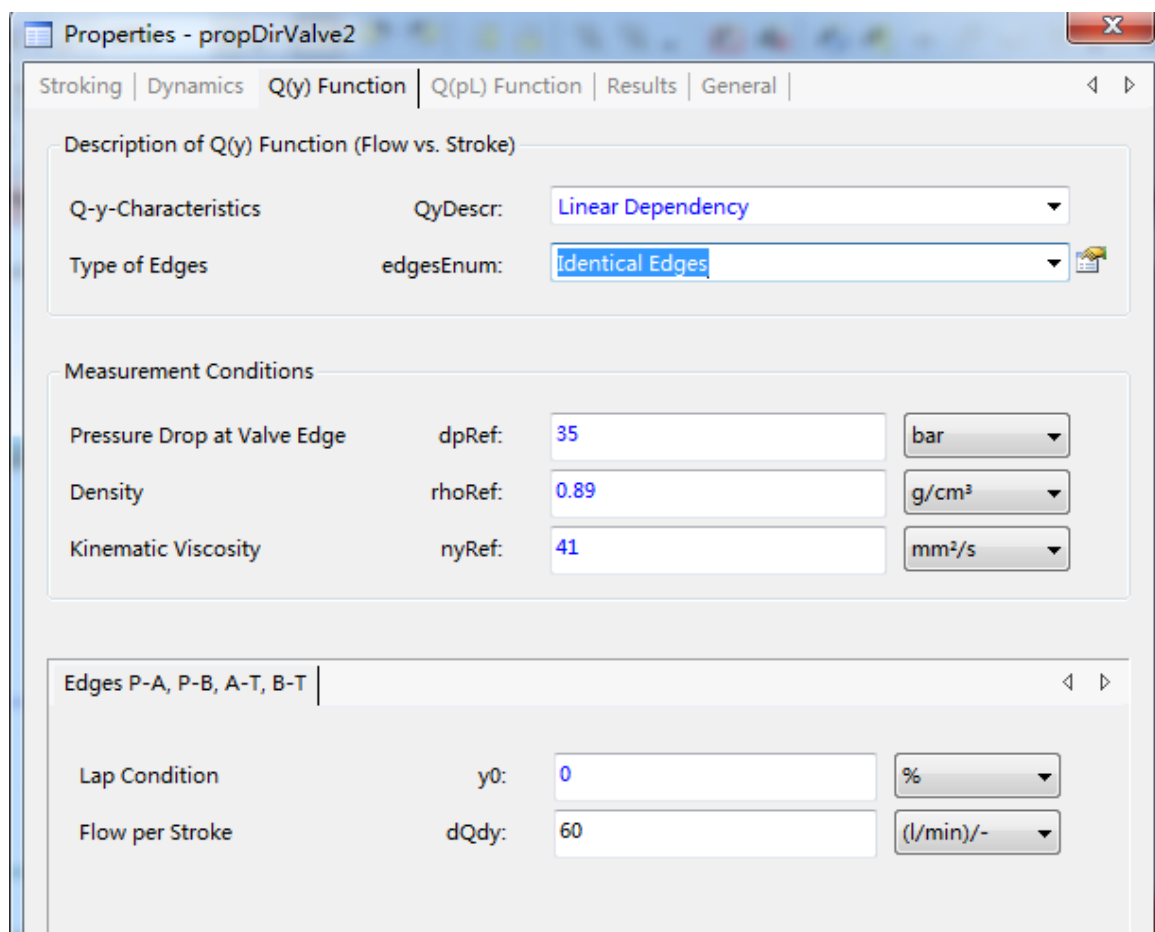 Properties - propDirValve2
Stroking Dynamics Q(y) Function Q(pL) Function Results General
Description of Q(y) Function (Flow vs. Stroke)
Q-y-Characteristics QyDescr: Linear Dependency
Type of Edges edgesEnum: Identical Edges
Measurement Conditions
Pressure Drop at Valve Edge dpRef: 35 bar
Density rhoRef: 0.89 g/cm³
Kinematic Viscosity nyRef: 41 mm²/s
Edges P-A, P-B, A-T, B-T
Lap Condition y0: 0 %
Flow per Stroke dQdy: 60 (l/min)/-